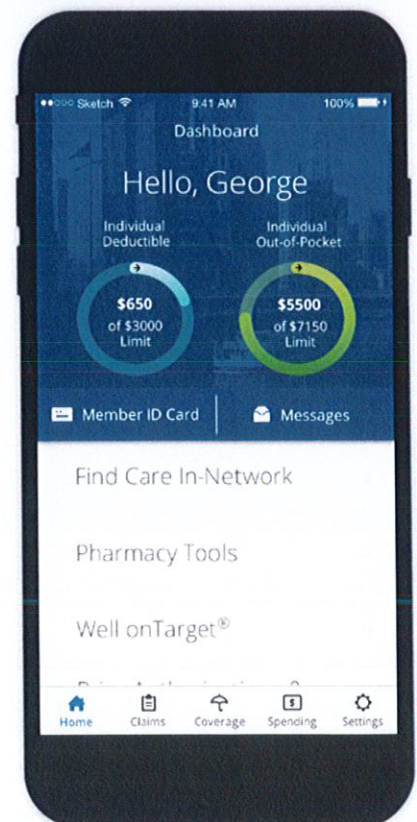 Sketch 9:41 AM 100%
Dashboard
Hello, George
Individual
Deductible
$650
of $3000
Limit
Individual
Out-of-Pocket
$5500
of $7150
Limit
Member ID Card
Messages
Find Care In-Network
Pharmacy Tools
Well onTarget®
Home Claims Coverage Spending Settings